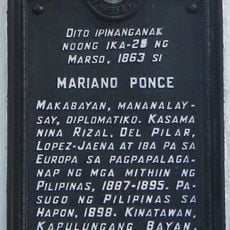 DITO IPINANGANAK
NOONG IKA-25 NG
MARSO, 1863 SI
MARIANO PONCE
MAKABAYAN, MANANALAY-
SAY, DIPLOMATIKO. KASAMA
NINA RIZAL, DEL PILAR,
LOPEZ-JAENA AT IBA PA SA
EUROPA SA PAGPAPALAGA-
NAP NG MGA MITHIIN NG
PILIPINAS, 1887-1895. PA-
SUGO NG PILIPINAS SA
HAPON, 1898. KINATAWAN,
KAPULUNGANG BAYAN,